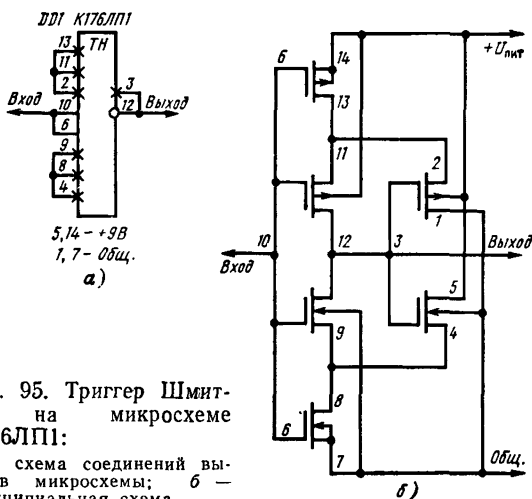 DD1 К176ЛП1
13
ТН
11
2
3
Вход
10
12
Выход
6
9
8
4
5,14 - +9В
1, 7 - Общ.
а)
. 95. Триггер Шмит-
на микросхеме
6ЛП1:
схема соединений вы-
в микросхемы; б —
+Uпит
6
14
13
11
2
1
10
12
3
Выход
Вход
5
9
4
8
6
7
Общ.
б)